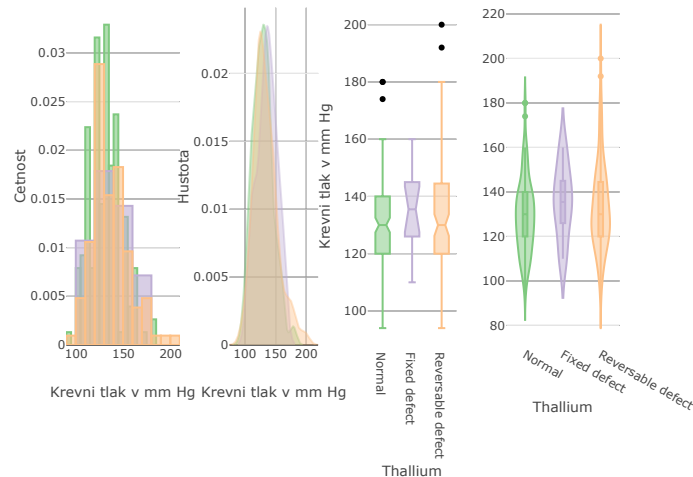 Cetnost
0.03
0.025
0.02
0.015
0.01
0.005
0
100
150
200
Krevni tlak v mm Hg
Hustota
0.02
0.015
0.01
0.005
0
100
150
200
Krevni tlak v mm Hg
Krevni tlak v mm Hg
200
180
160
140
120
100
Normal
Fixed defect
Reversable defect
Thallium
220
200
180
160
140
120
100
80
Normal
Fixed defect
Reversable defect
Thallium